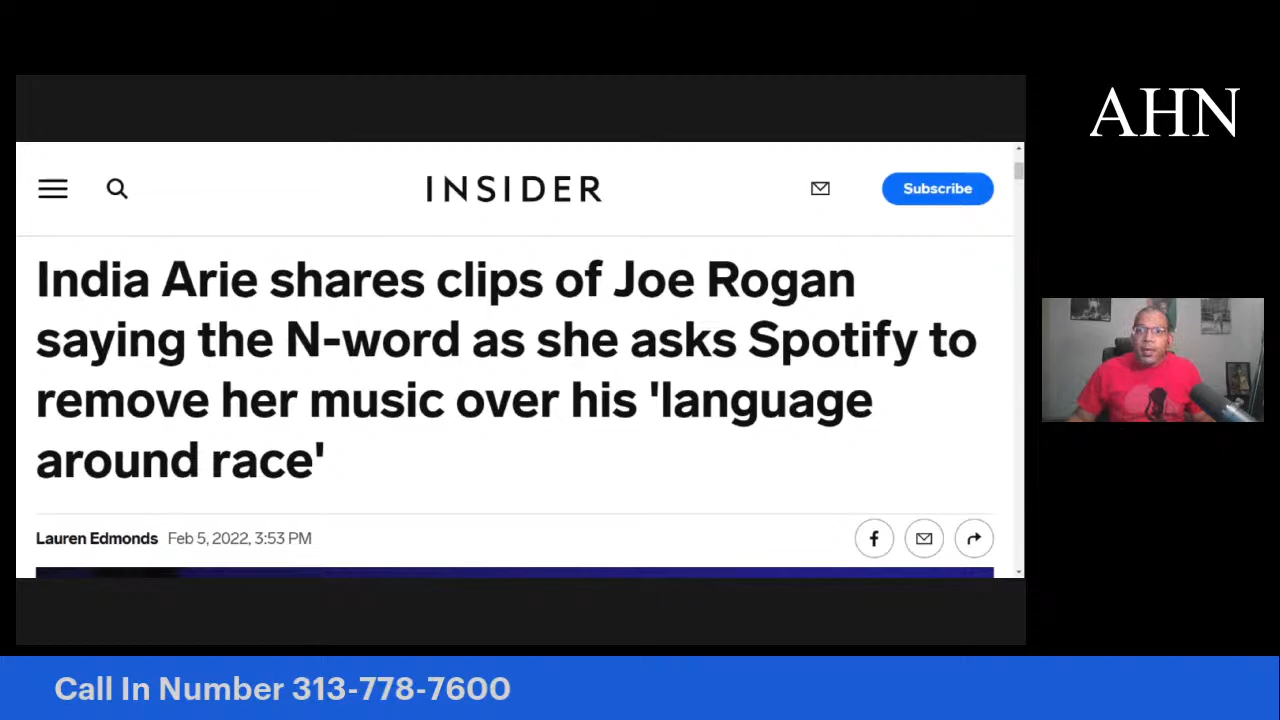 AHN
INSIDER
Subscribe
India Arie shares clips of Joe Rogan
saying the N-word as she asks Spotify to
remove her music over his 'language
around race'
Lauren Edmonds Feb 5, 2022, 3:53 PM
Call In Number 313-778-7600